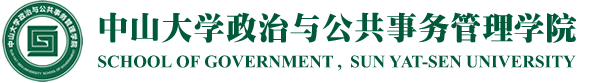 中山大学政治与公共事务管理学院
SCHOOL OF GOVERNMENT , SUN YAT-SEN UNIVERSITY